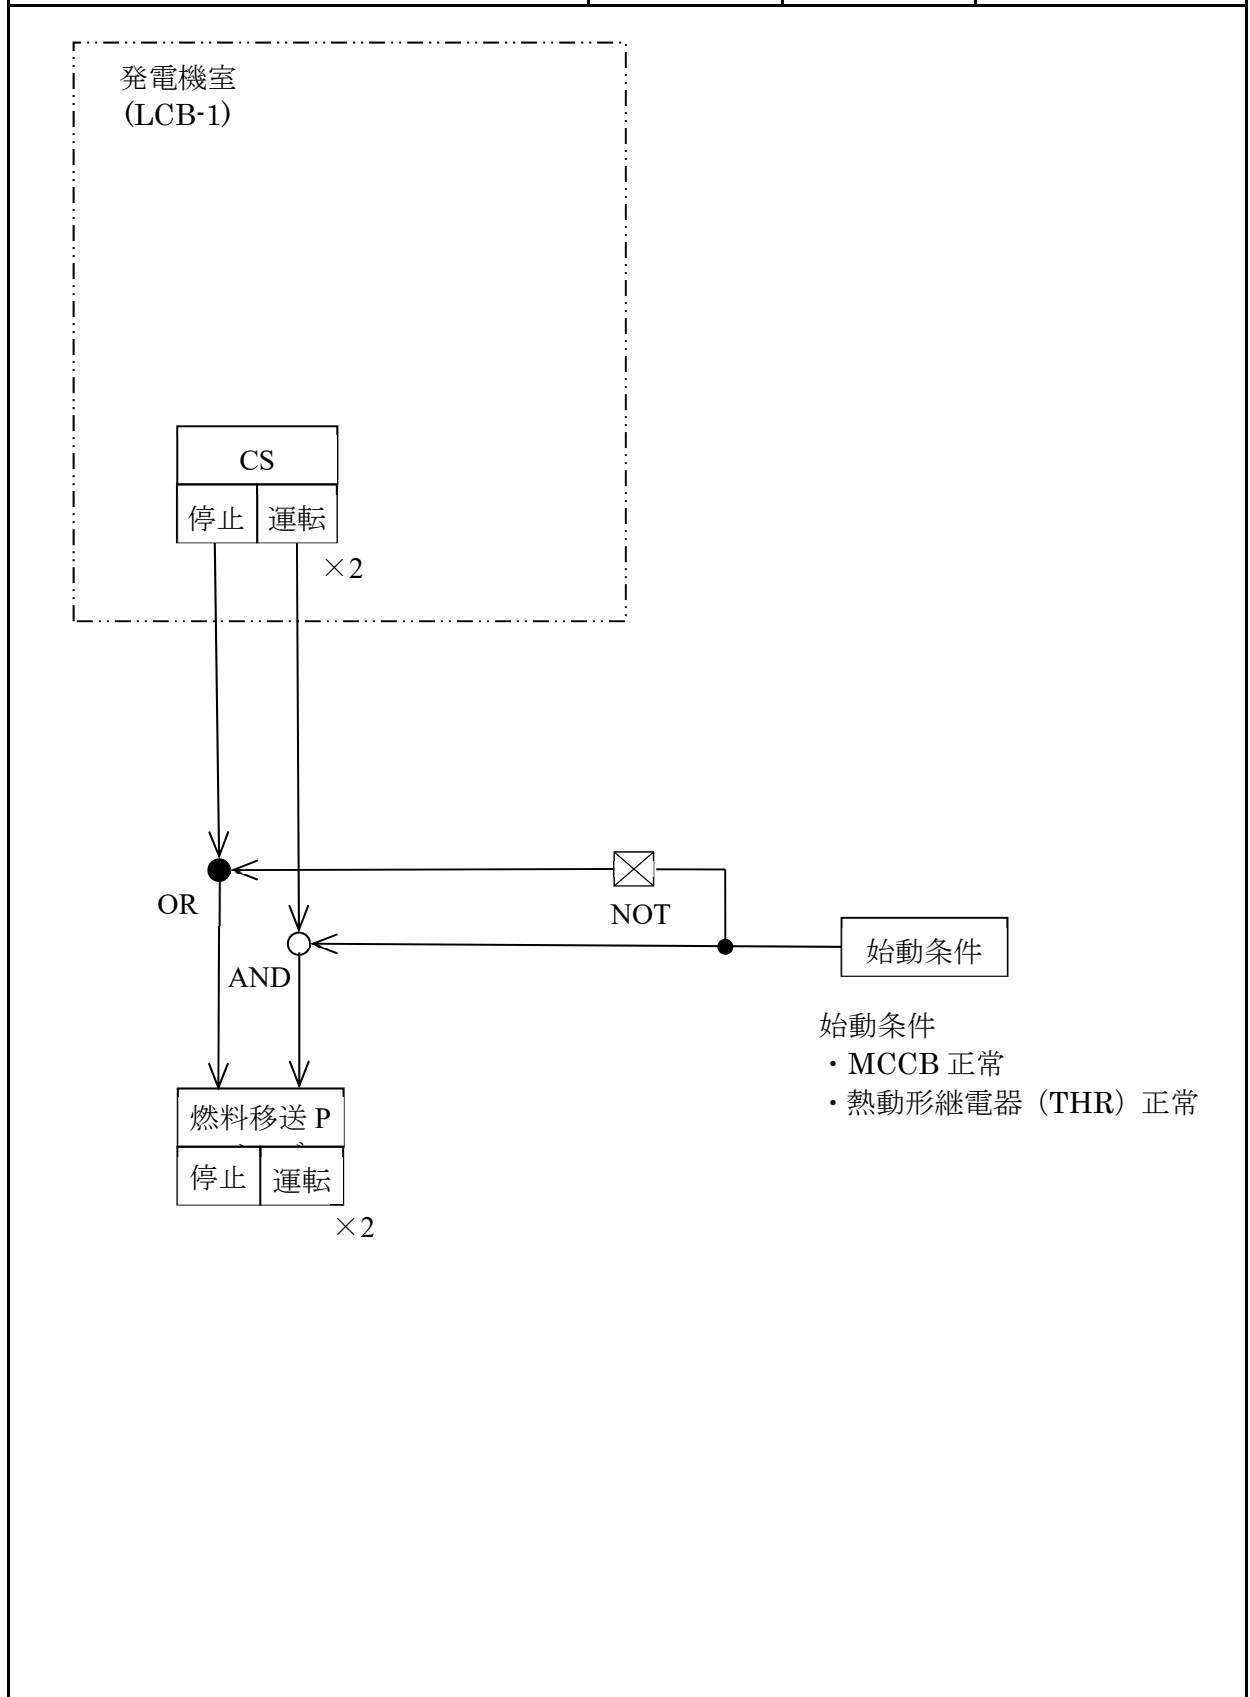 発電機室
(LCB-1)
CS
停止 運転
×2
OR
NOT
AND
始動条件
始動条件
・MCCB 正常
・熱動形継電器（THR）正常
燃料移送 P
停止 運転
×2